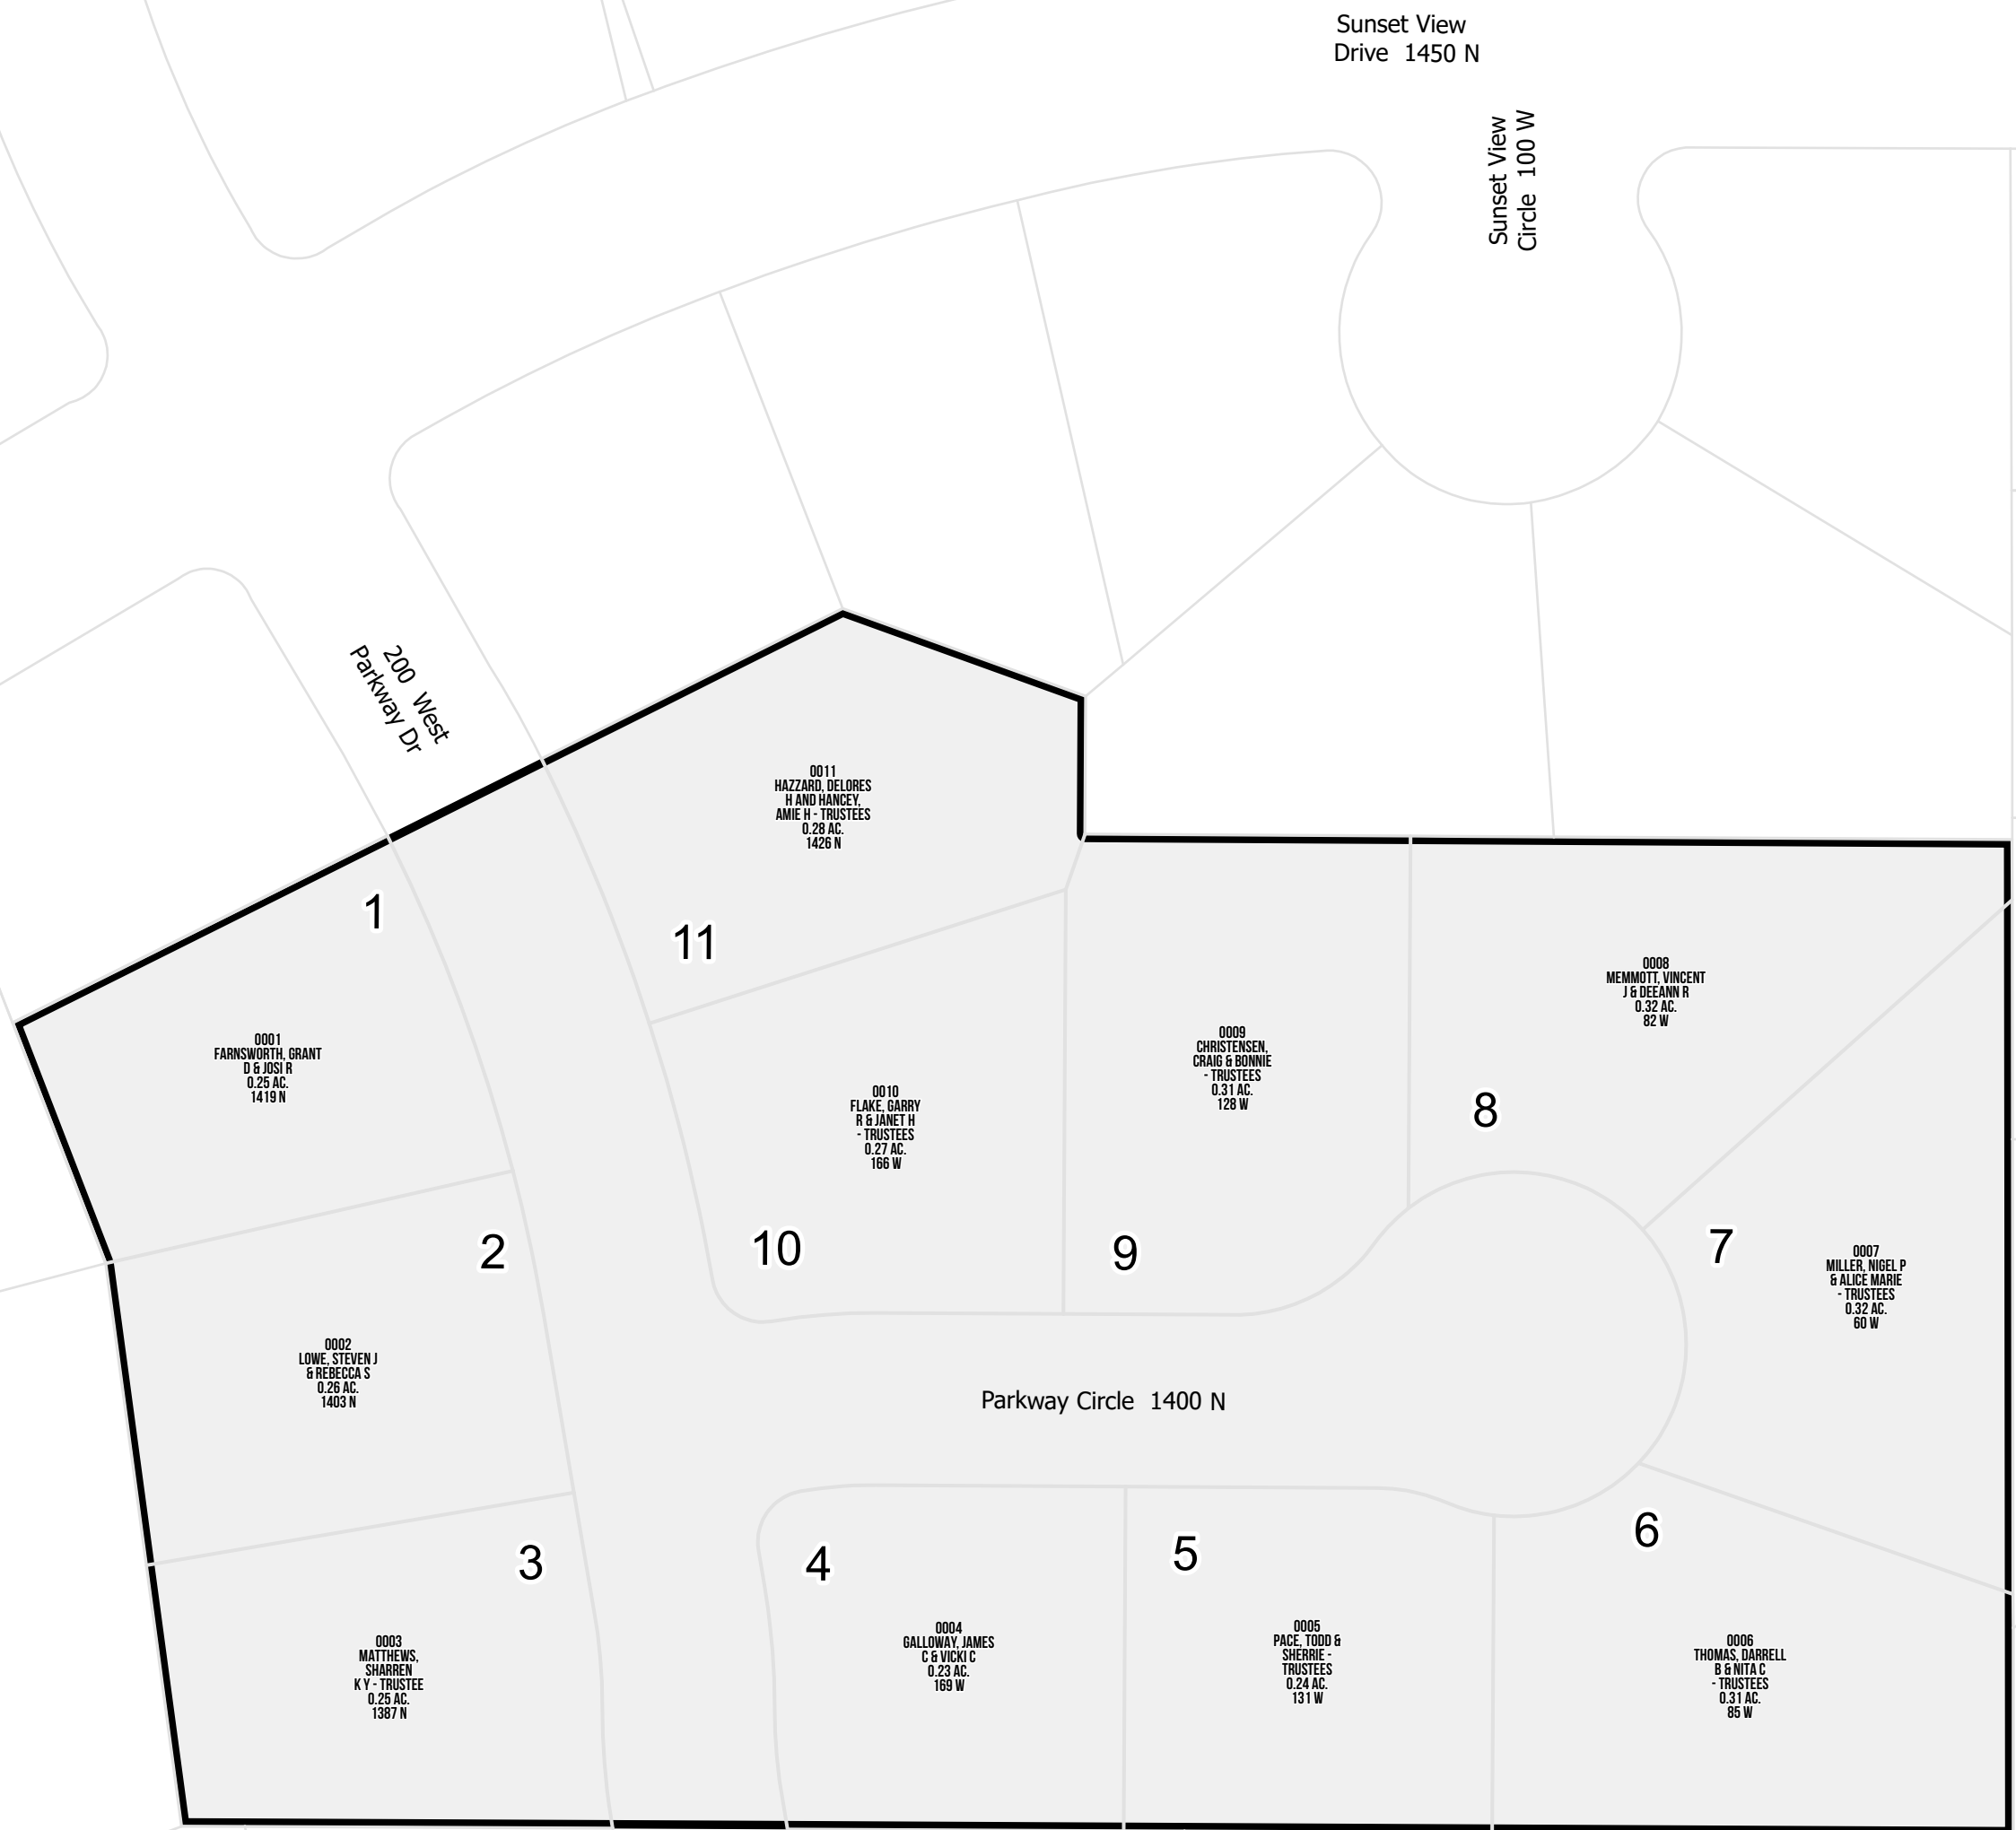 Sunset View
Drive 1450 N
Sunset View
Circle 100 W
200 West
Parkway Dr
0011
HAZZARD, DELORES
H AND HANCEY,
AMIE H - TRUSTEES
0.28 AC.
1426 N
1
11
0001
FARNSWORTH, GRANT
D & JOSI R
0.25 AC.
1419 N
0010
FLAKE, GARRY
R & JANET H
- TRUSTEES
0.27 AC.
166 W
0009
CHRISTENSEN,
CRAIG & BONNIE
- TRUSTEES
0.31 AC.
128 W
0008
MEMMOTT, VINCENT
J & DEEANN R
0.32 AC.
82 W
8
2
10
9
7
0007
MILLER, NIGEL P
& ALICE MARIE
- TRUSTEES
0.32 AC.
60 W
0002
LOWE, STEVEN J
& REBECCA S
0.26 AC.
1403 N
Parkway Circle 1400 N
3
4
5
6
0003
MATTHEWS,
SHARREN
K Y - TRUSTEE
0.25 AC.
1387 N
0004
GALLOWAY, JAMES
C & VICKI C
0.23 AC.
169 W
0005
PACE, TODD &
SHERRIE -
TRUSTEES
0.24 AC.
131 W
0006
THOMAS, DARRELL
B & NITA C
- TRUSTEES
0.31 AC.
85 W